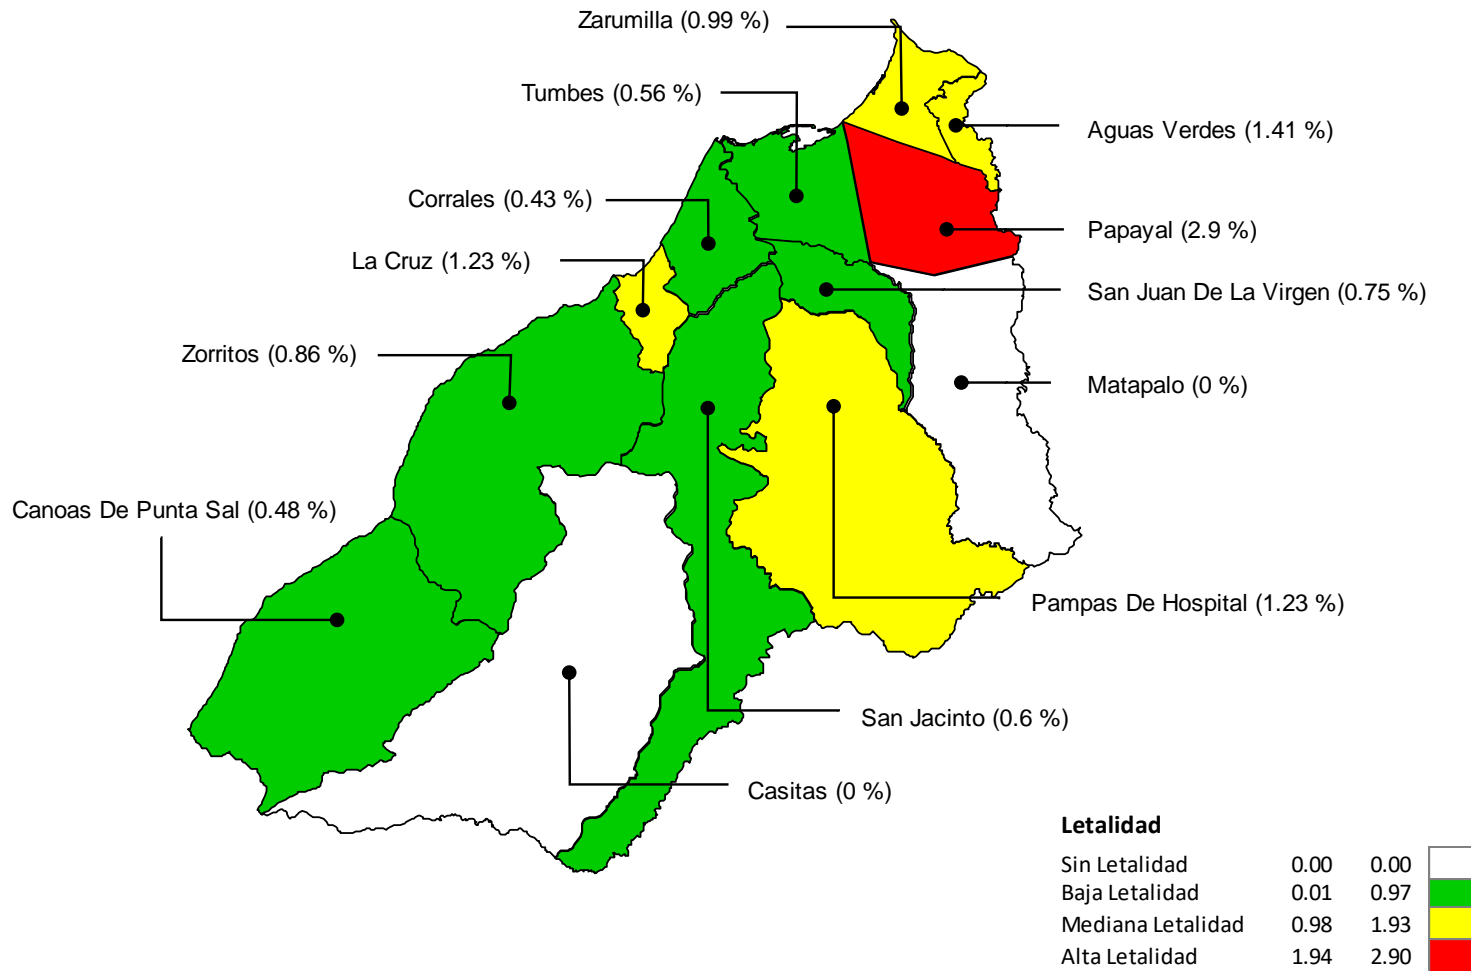 Zarumilla (0.99 %)
Tumbes (0.56 %)
Aguas Verdes (1.41 %)
Corrales (0.43 %)
Papayal (2.9 %)
La Cruz (1.23 %)
San Juan De La Virgen (0.75 %)
Zorritos (0.86 %)
Matapalo (0 %)
Canoas De Punta Sal (0.48 %)
Pampas De Hospital (1.23 %)
San Jacinto (0.6 %)
Casitas (0 %)
Letalidad
Sin Letalidad 0.00 0.00
Baja Letalidad 0.01 0.97
Mediana Letalidad 0.98 1.93
Alta Letalidad 1.94 2.90